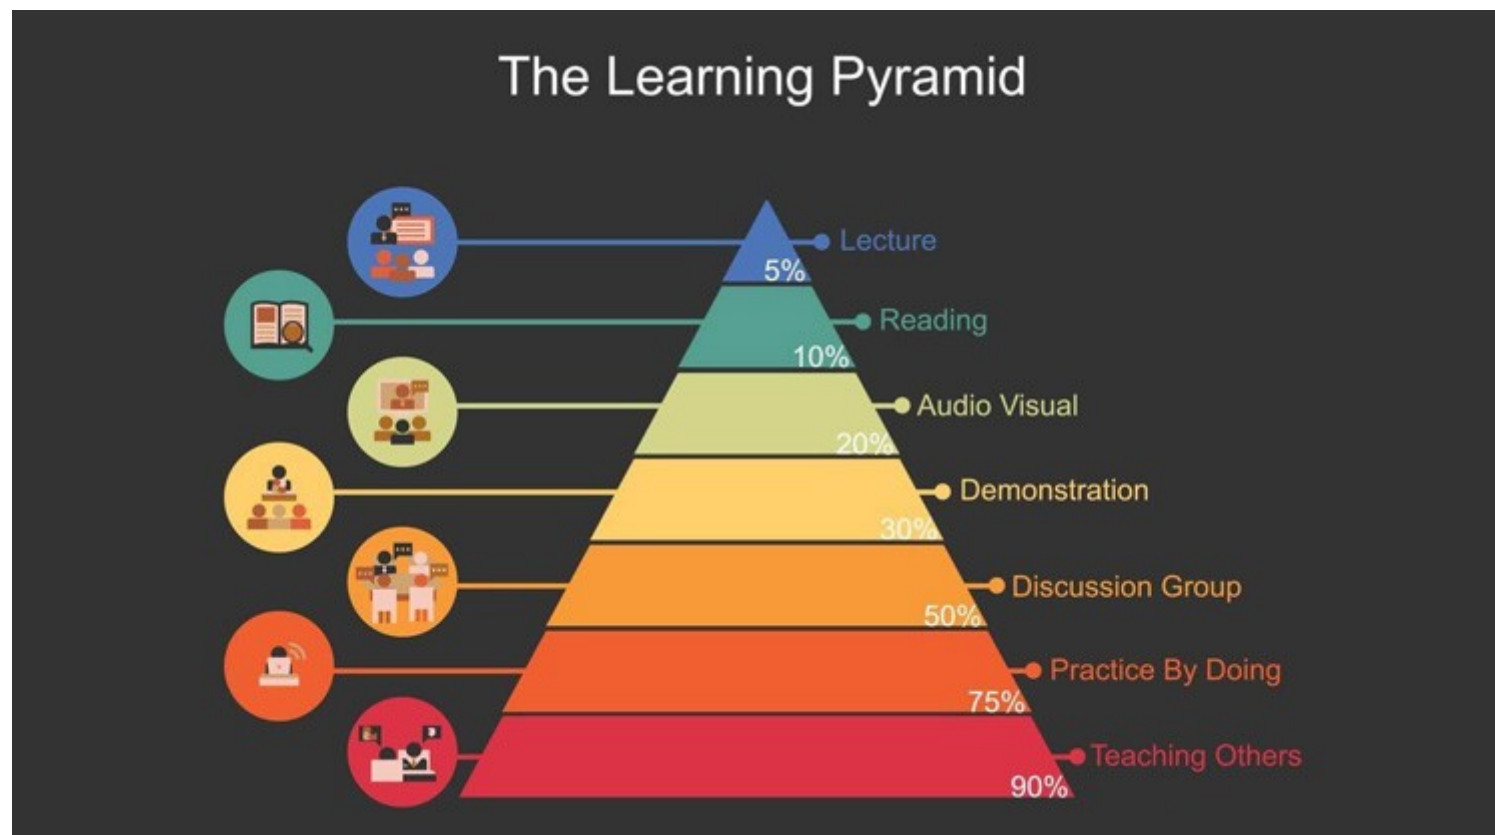 The Learning Pyramid
Lecture
5%
Reading
10%
Audio Visual
20%
Demonstration
30%
Discussion Group
50%
Practice By Doing
75%
Teaching Others
90%